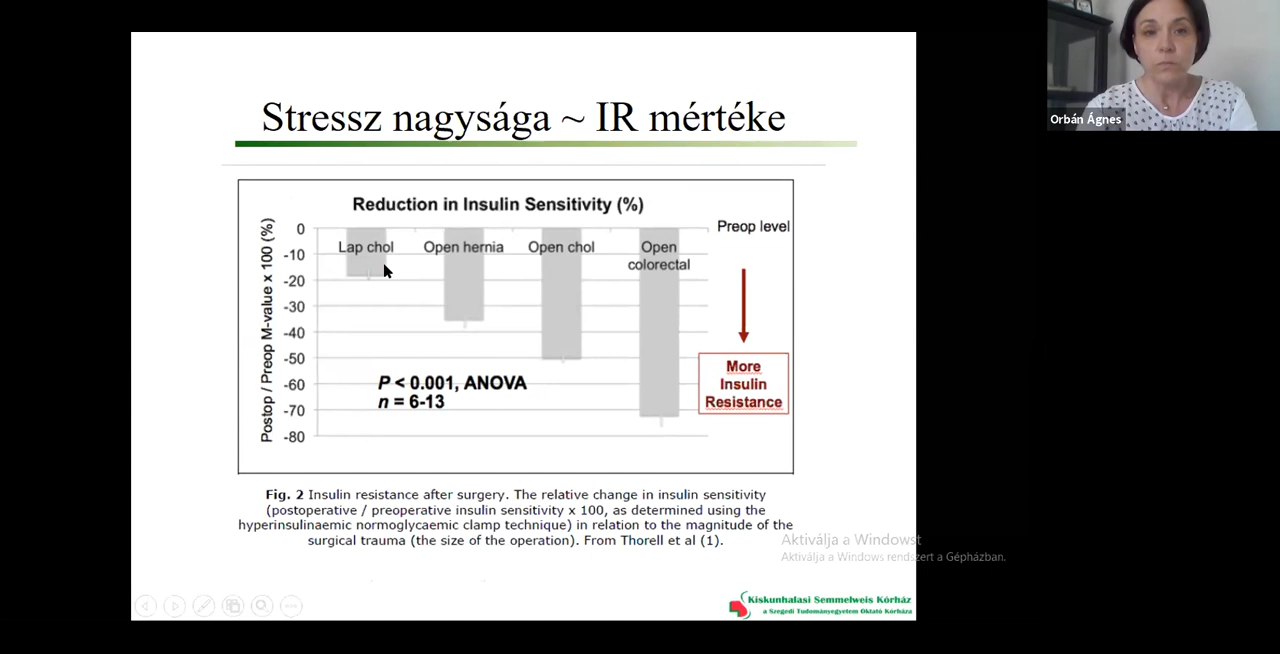 Orbán Ágnes
Stressz nagysága ~ IR mértéke
Reduction in Insulin Sensitivity (%)
Postop / Preop M-value x 100 (%)
0
-10
-20
-30
-40
-50
-60
-70
-80
Lap chol
Open hernia
Open chol
Open
colorectal
Preop level
P < 0.001, ANOVA
n = 6-13
More
Insulin
Resistance
Fig. 2 Insulin resistance after surgery. The relative change in insulin sensitivity
(postoperative / preoperative insulin sensitivity x 100, as determined using the
hyperinsulinaemic normoglycaemic clamp technique) in relation to the magnitude of the
surgical trauma (the size of the operation). From Thorell et al (1).
Aktiválja a Windowst
Aktiválja a Windows rendszert a Gépházban.
Kiskunhalasi Semmelweis Kórház
a Szegedi Tudományegyetem Oktató Kórháza